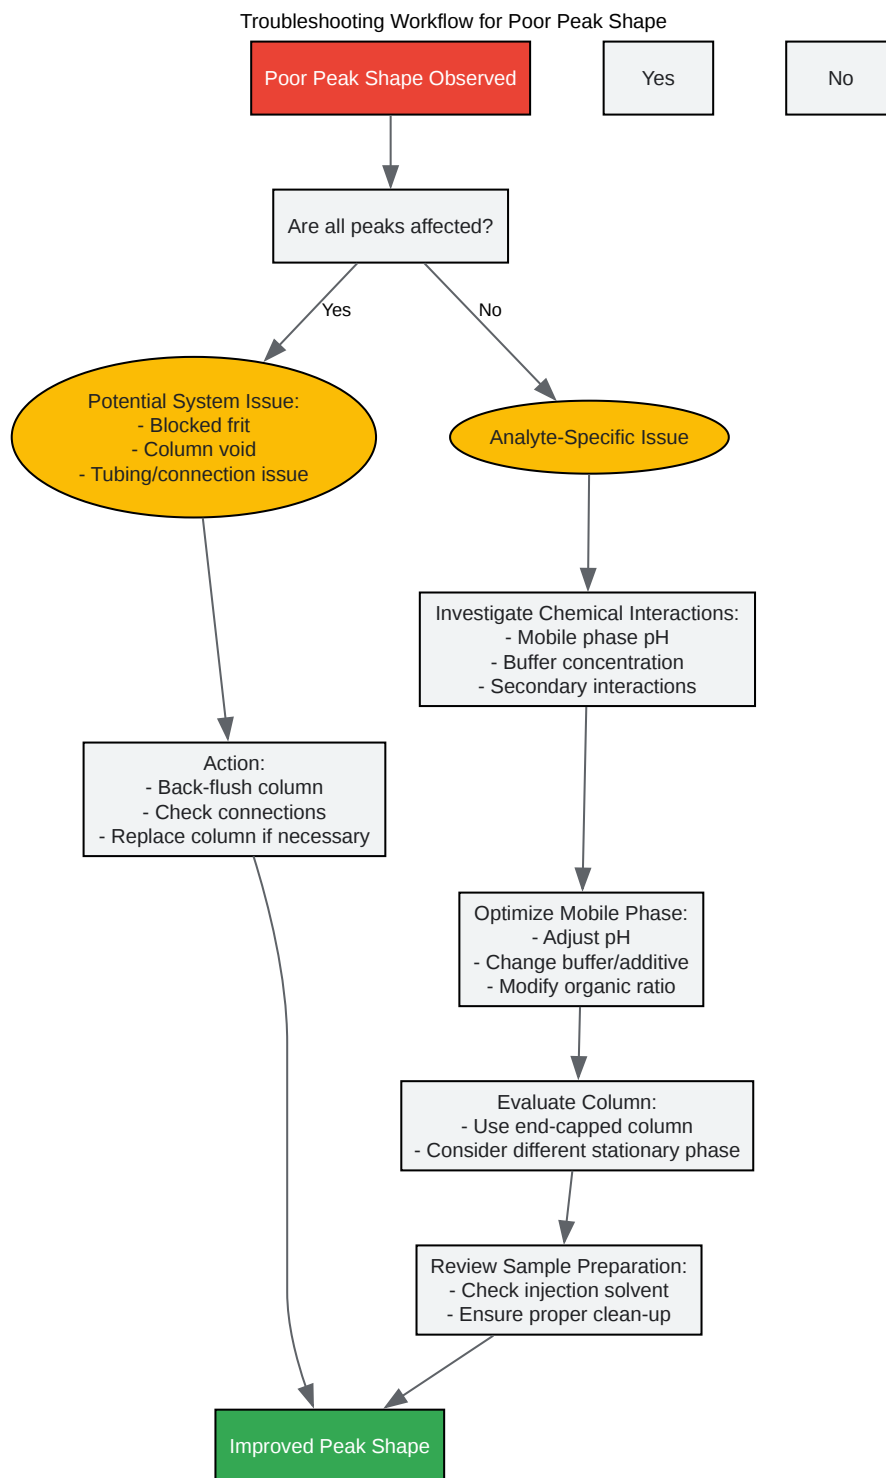 Troubleshooting Workflow for Poor Peak Shape
Poor Peak Shape Observed
Yes
No
Are all peaks affected?
Yes
No
Potential System Issue:
- Blocked frit
- Column void
- Tubing/connection issue
Analyte-Specific Issue
Investigate Chemical Interactions:
- Mobile phase pH
- Buffer concentration
- Secondary interactions
Action:
- Back-flush column
- Check connections
- Replace column if necessary
Optimize Mobile Phase:
- Adjust pH
- Change buffer/additive
- Modify organic ratio
Evaluate Column:
- Use end-capped column
- Consider different stationary phase
Review Sample Preparation:
- Check injection solvent
- Ensure proper clean-up
Improved Peak Shape